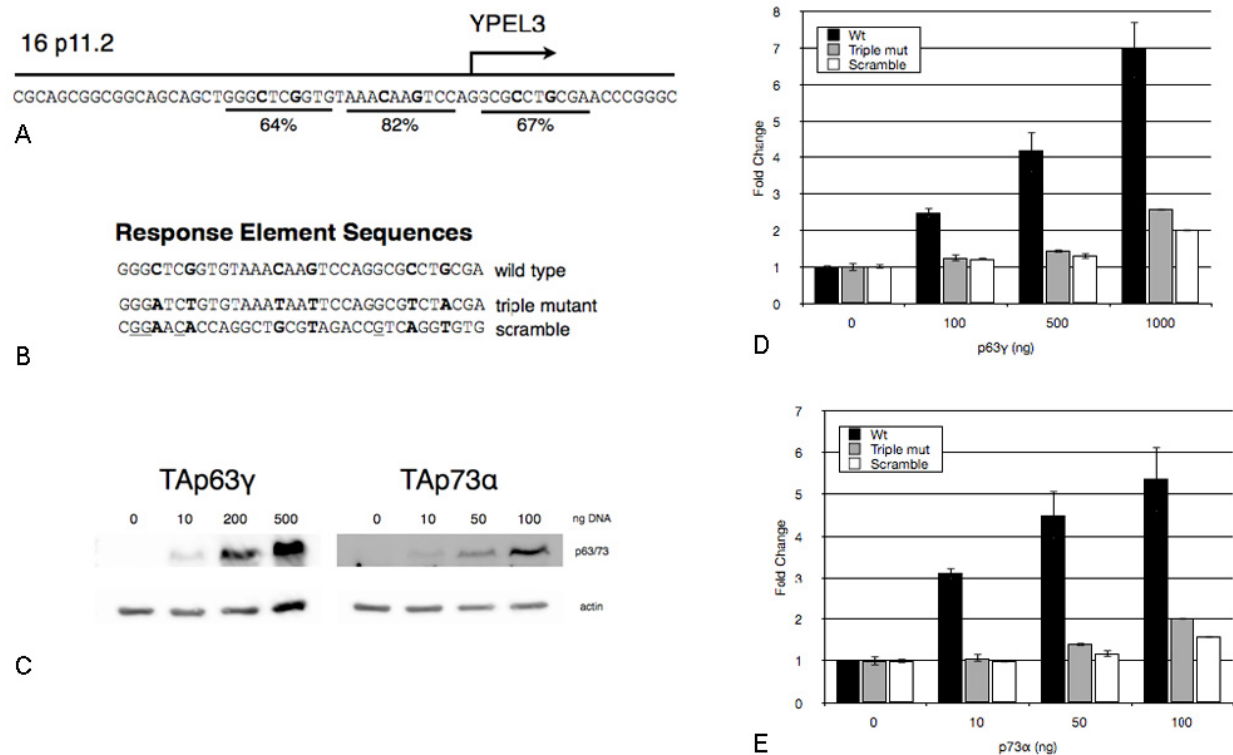 16 p11.2
YPEL3
CGCAGCGGCGGCAGCAGCTGGGCTCGGTGTAAACAAGTCCAGGCGCCTGCGAACCCGGGC
64% 82% 67%
A
Response Element Sequences
GGGCTCGGTGTAAACAAGTCCAGGCGCCTGCGA wild type
GGGATCTGTGTAAATAATTCCAGGCGTCTACGA triple mutant
CGGAACACCAGGCTGCGTAGACCGTCAGGTGTG scramble
B
TAp63γ TAp73α
0 10 200 500 0 10 50 100 ng DNA
p63/73
actin
C
8
7
6
5
4
3
2
1
0
Fold Change
Wt
Triple mut
Scramble
0 100 500 1000
p63γ (ng)
D
7
6
5
4
3
2
1
0
Fold Change
Wt
Triple mut
Scramble
0 10 50 100
p73α (ng)
E